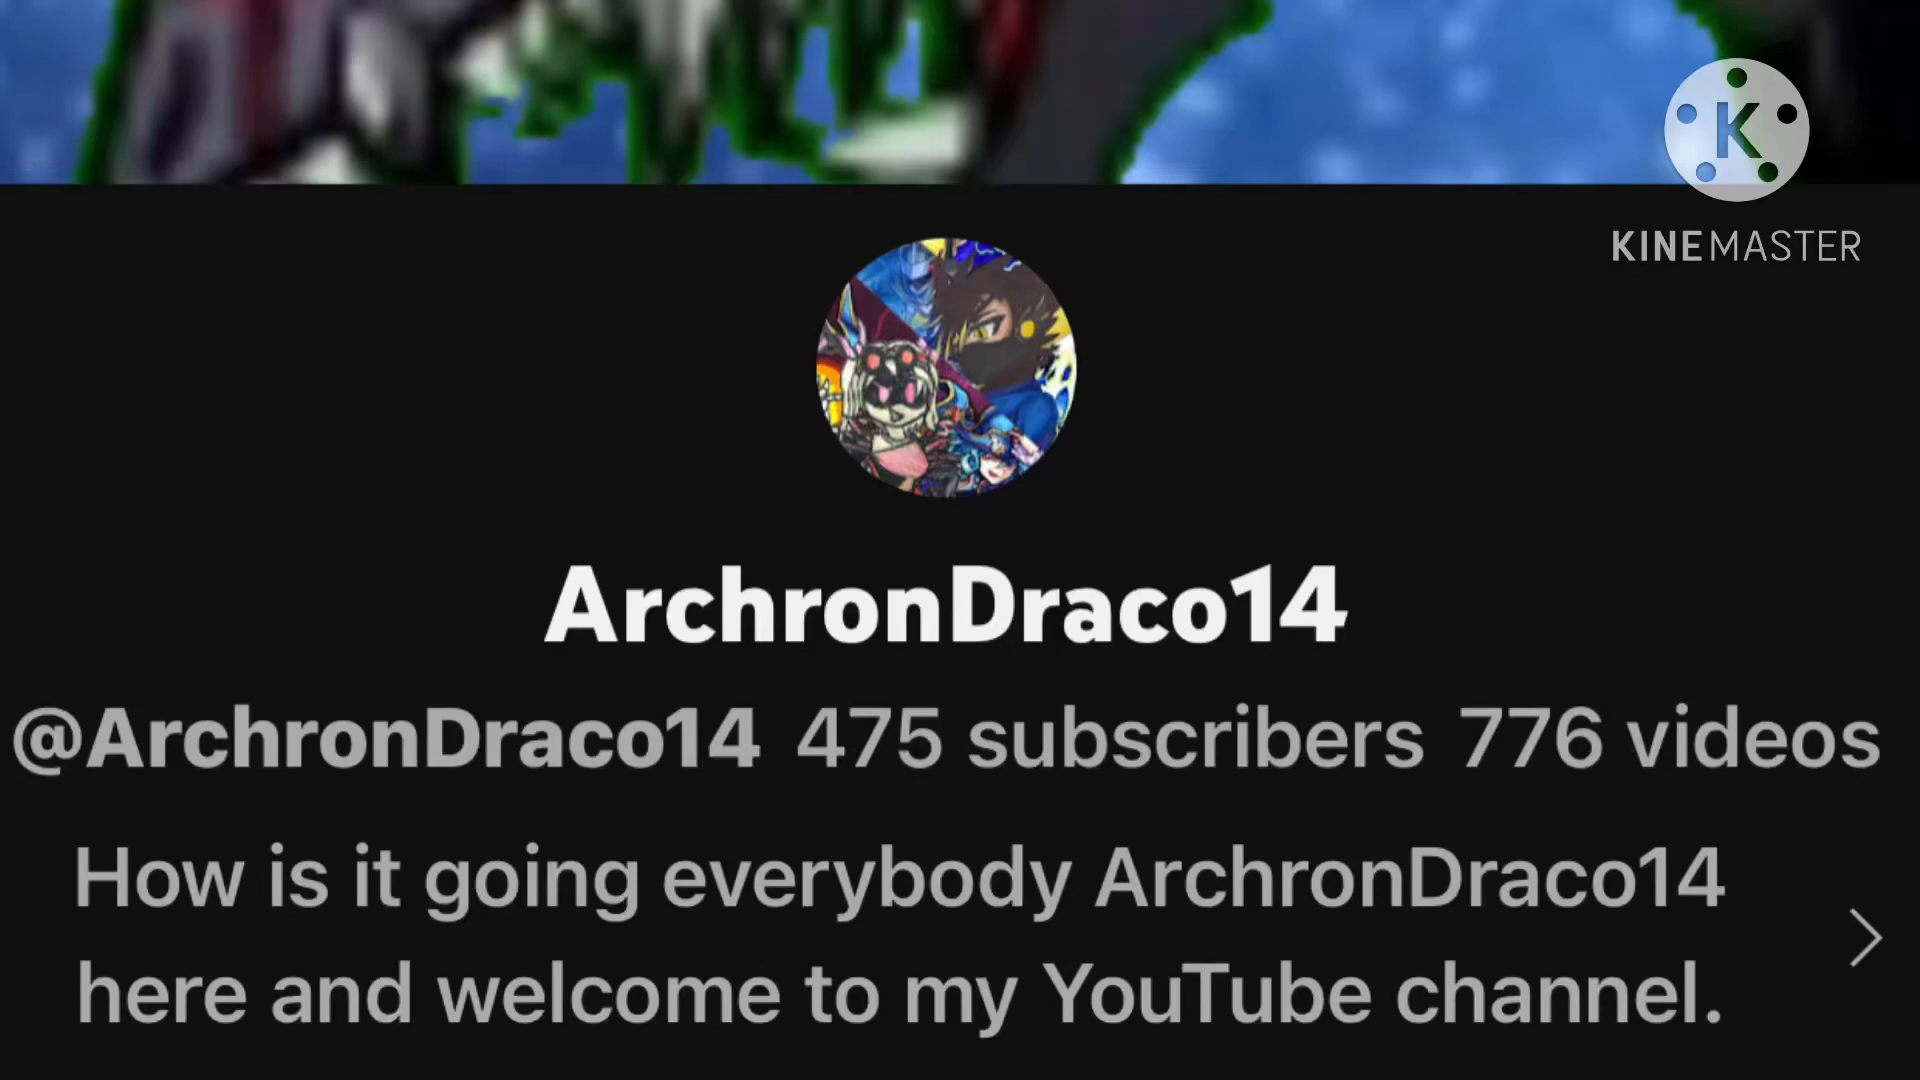 K
KINEMASTER
ArchronDraco14
@ArchronDraco14 475 subscribers 776 videos
How is it going everybody ArchronDraco14
here and welcome to my YouTube channel.